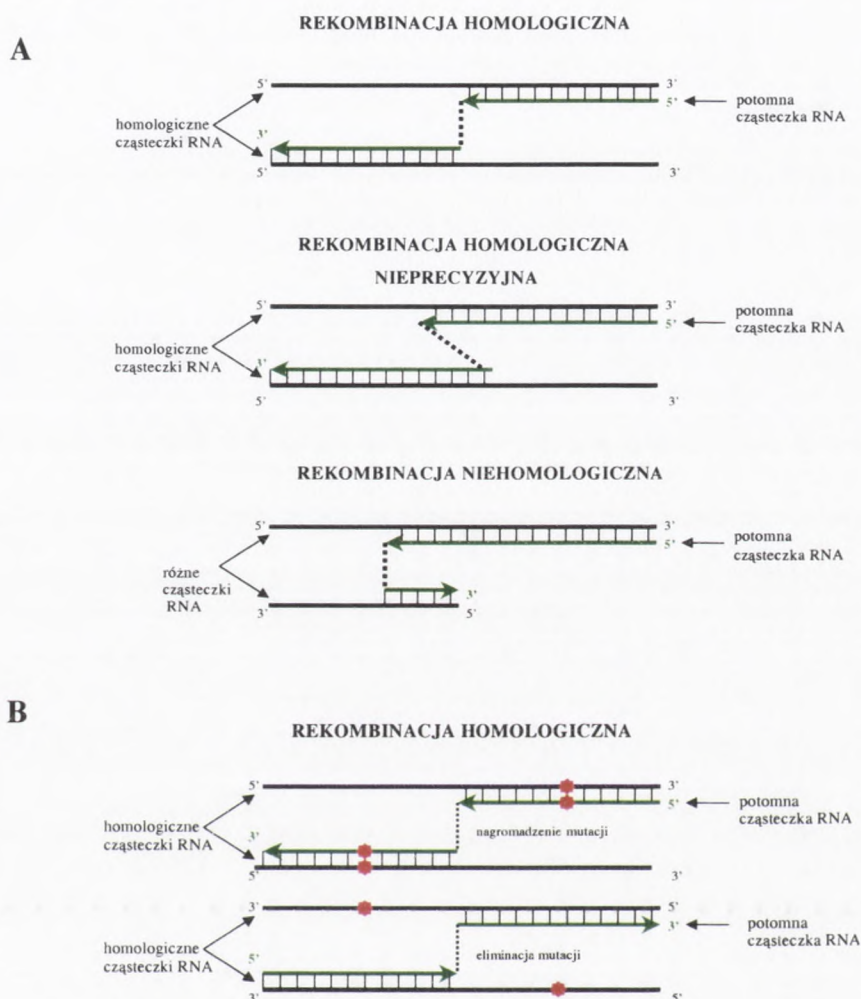 A
REKOMBINACJA HOMOLOGICZNA
5' 3'
5'
potomna
cząsteczka RNA
homologiczne
cząsteczki RNA
3'
5' 3'
REKOMBINACJA HOMOLOGICZNA
NIEPRECYZYJNA
5' 3'
5'
potomna
cząsteczka RNA
homologiczne
cząsteczki RNA
3'
5' 3'
REKOMBINACJA NIEHOMOLOGICZNA
5' 3'
5'
potomna
cząsteczka RNA
różne
cząsteczki
RNA
3'
3' 5'
B
REKOMBINACJA HOMOLOGICZNA
5' 3'
5'
potomna
cząsteczka RNA
nagromadzenie mutacji
homologiczne
cząsteczki RNA
3'
5' 3'
3' 5'
3'
potomna
cząsteczka RNA
homologiczne
cząsteczki RNA
eliminacja mutacji
5'
3' 5'